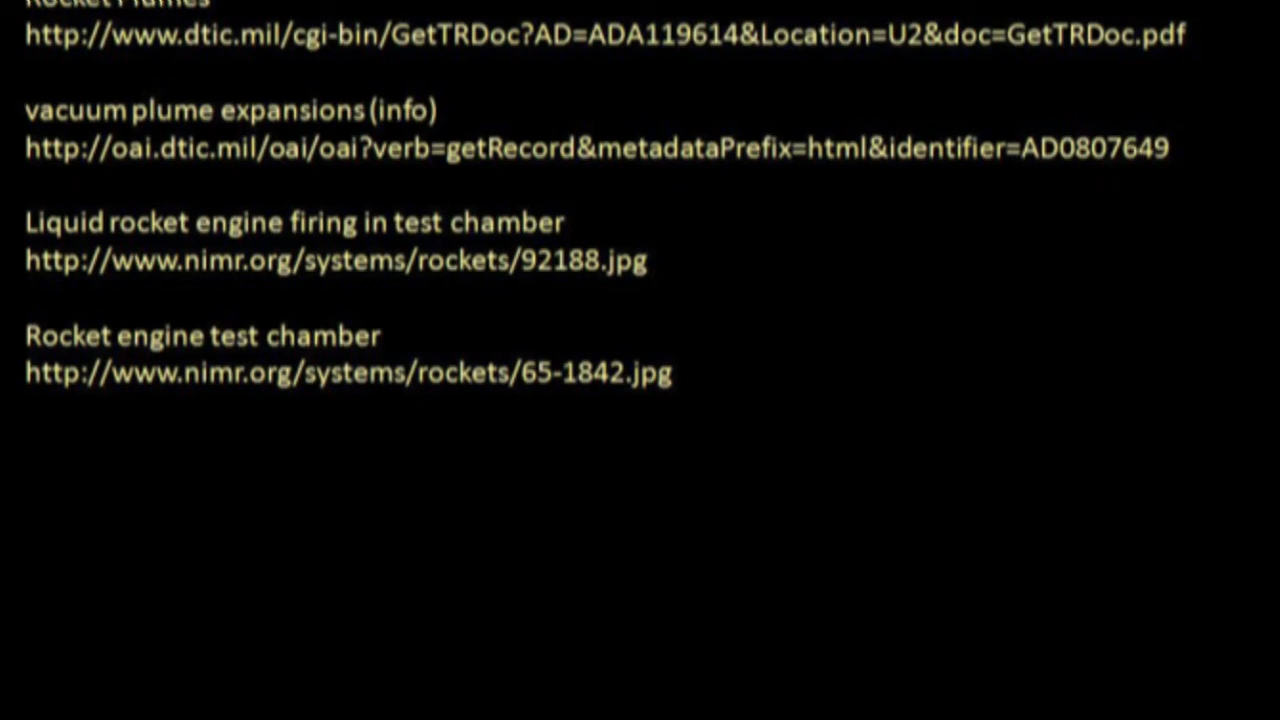 Rocket Plumes
http://www.dtic.mil/cgi-bin/GetTRDoc?AD=ADA119614&Location=U2&doc=GetTRDoc.pdf
vacuum plume expansions (info)
http://oai.dtic.mil/oai/oai?verb=getRecord&metadataPrefix=html&identifier=AD0807649
Liquid rocket engine firing in test chamber
http://www.nimr.org/systems/rockets/92188.jpg
Rocket engine test chamber
http://www.nimr.org/systems/rockets/65-1842.jpg